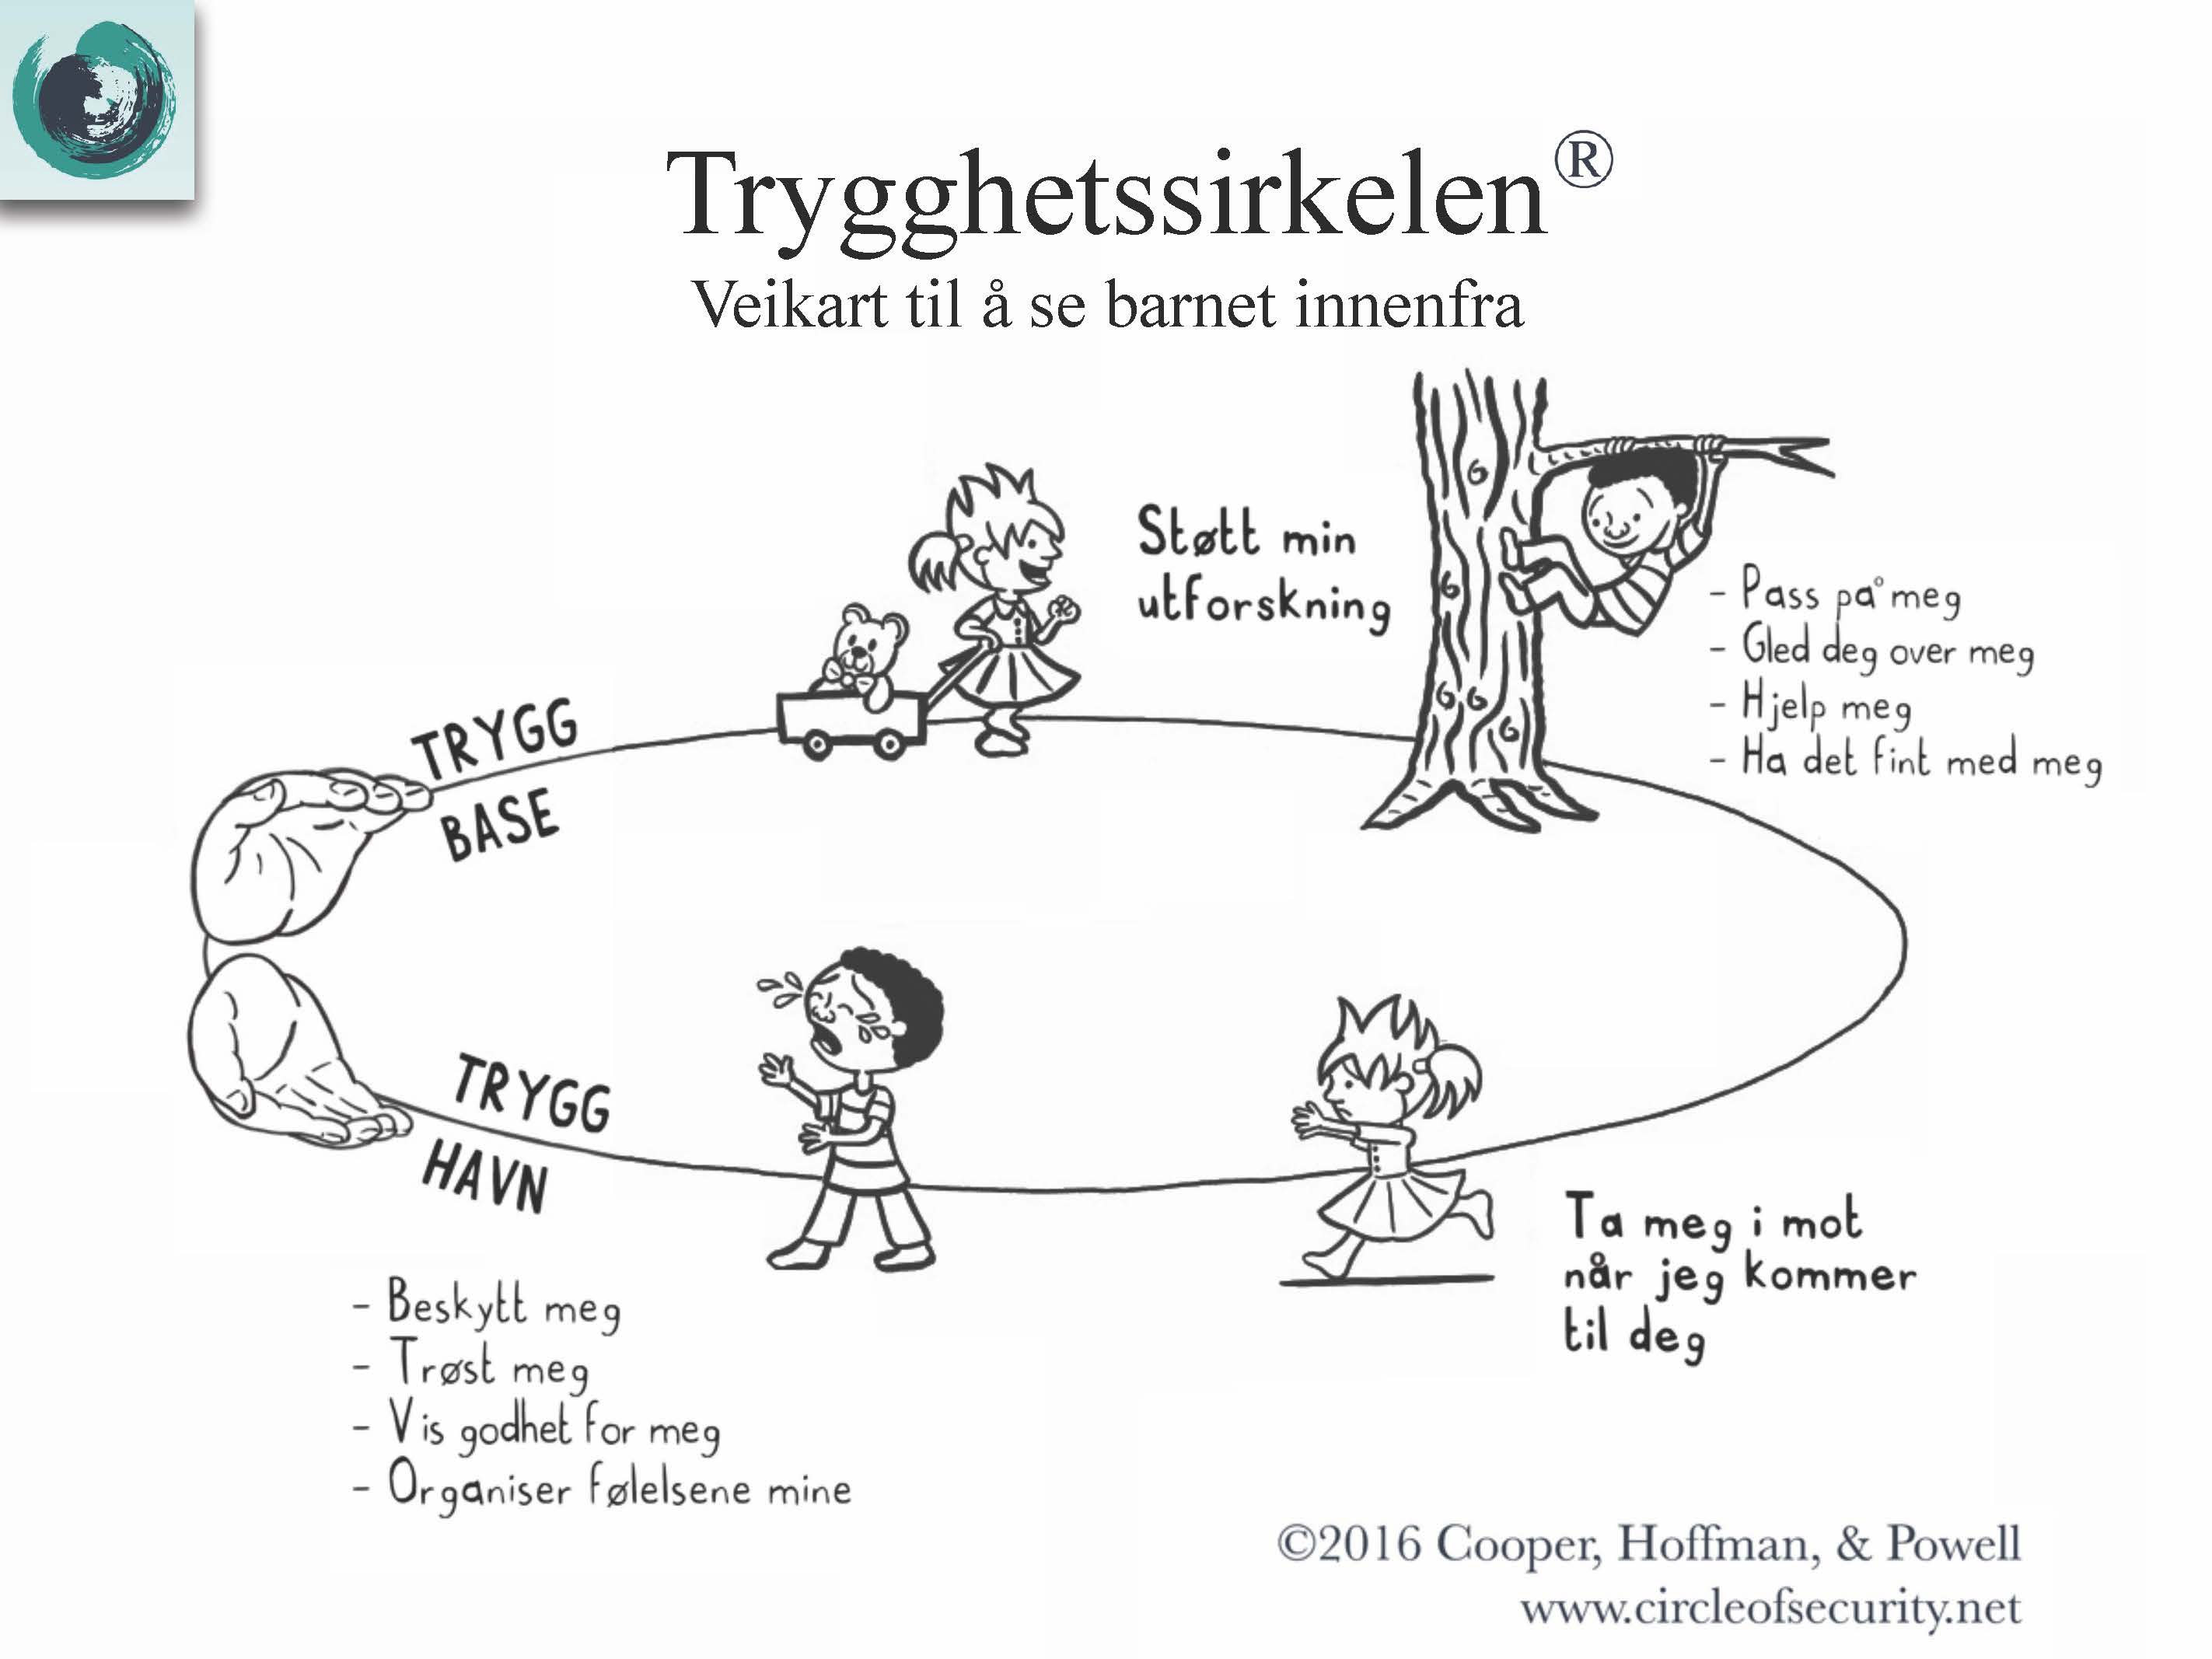 Trygghetssirkelen®
Veikart til å se barnet innenfra
Støtt min
utforskning
- Pass på meg
- Gled deg over meg
- Hjelp meg
- Ha det fint med meg
TRYGG
BASE
TRYGG
HAVN
Ta meg i mot
når jeg kommer
til deg
- Beskytt meg
- Trøst meg
- Vis godhet for meg
- Organiser følelsene mine
©2016 Cooper, Hoffman, & Powell
www.circleofsecurity.net